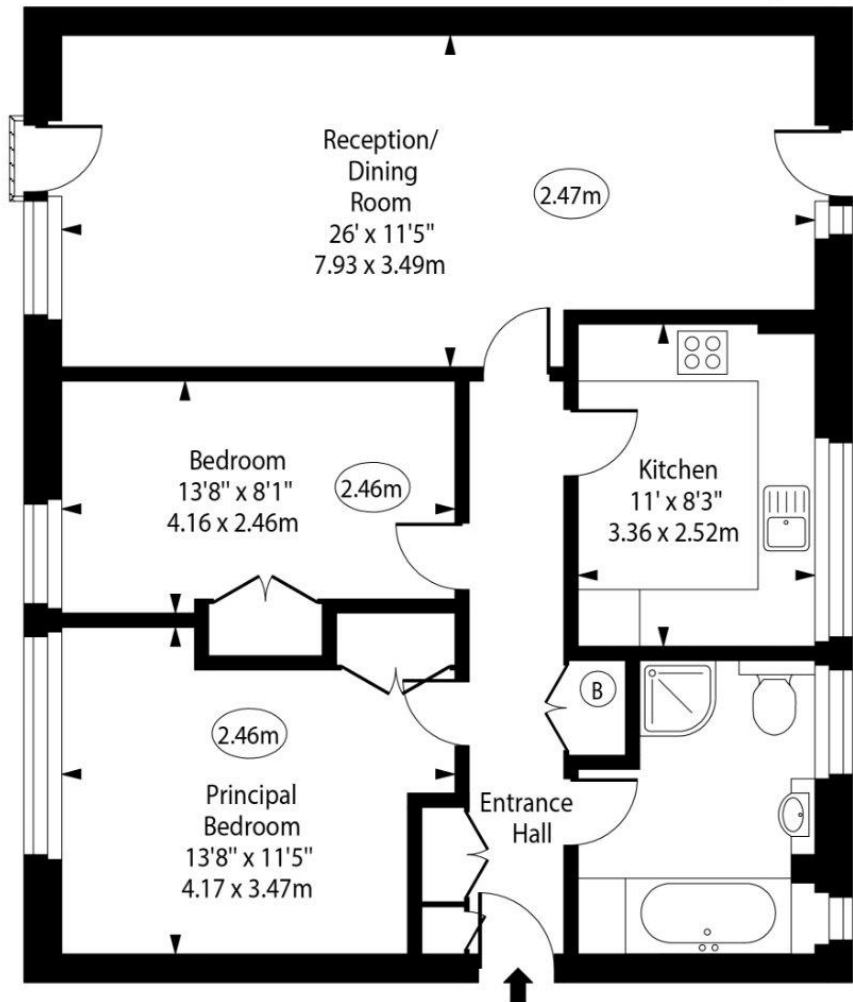 Reception/
Dining
Room
26' x 11'5"
7.93 x 3.49m
2.47m
Bedroom
13'8" x 8'1"
4.16 x 2.46m
2.46m
Kitchen
11' x 8'3"
3.36 x 2.52m
B
2.46m
Principal
Bedroom
13'8" x 11'5"
4.17 x 3.47m
Entrance
Hall